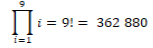 ∏_{i=1}^{9} i = 9! = 362 880